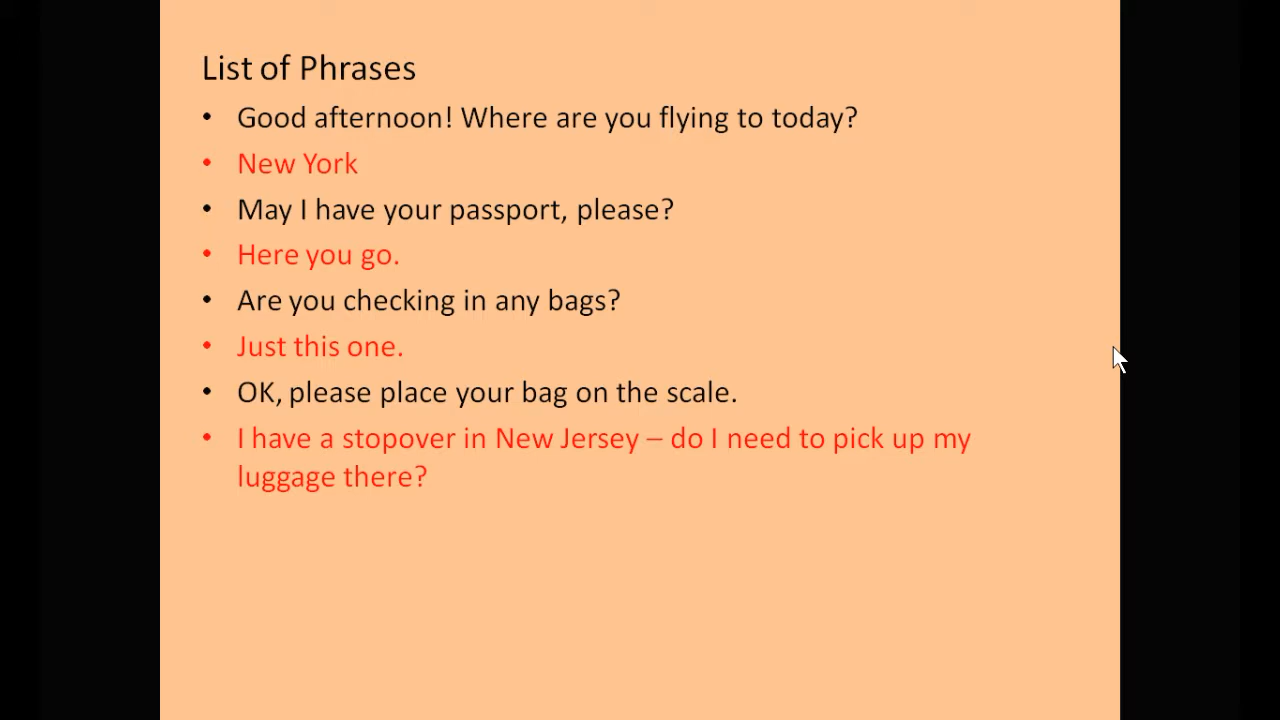 List of Phrases
• Good afternoon! Where are you flying to today?
• New York
• May I have your passport, please?
• Here you go.
• Are you checking in any bags?
• Just this one.
• OK, please place your bag on the scale.
• I have a stopover in New Jersey – do I need to pick up my
luggage there?